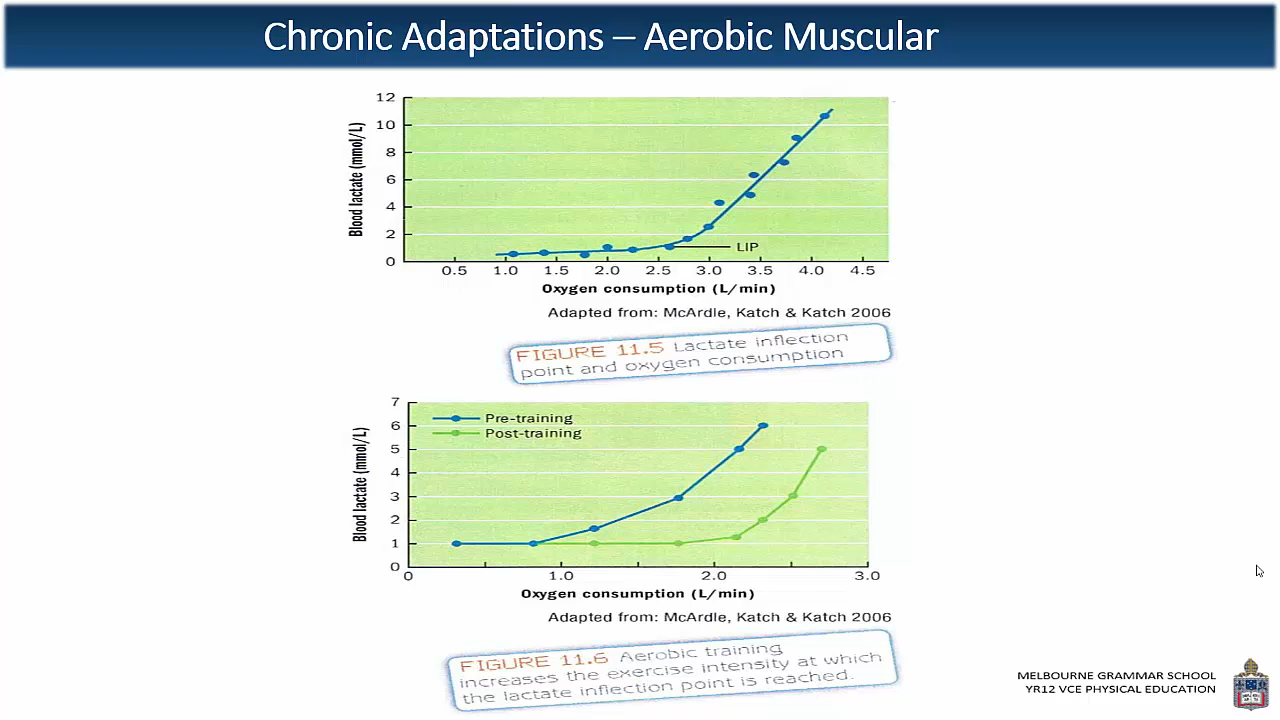 Chronic Adaptations – Aerobic Muscular
12
10
8
6
4
2
0
Blood lactate (mmol/L)
LIP
0.5 1.0 1.5 2.0 2.5 3.0 3.5 4.0 4.5
Oxygen consumption (L/min)
Adapted from: McArdle, Katch & Katch 2006
FIGURE 11.5 Lactate inflection
point and oxygen consumption
7
6
5
4
3
2
1
0
Blood lactate (mmol/L)
Pre-training
Post-training
0 1.0 2.0 3.0
Oxygen consumption (L/min)
Adapted from: McArdle, Katch & Katch 2006
FIGURE 11.6 Aerobic training
increases the exercise intensity at which
the lactate inflection point is reached.
MELBOURNE GRAMMAR SCHOOL
YR12 VCE PHYSICAL EDUCATION